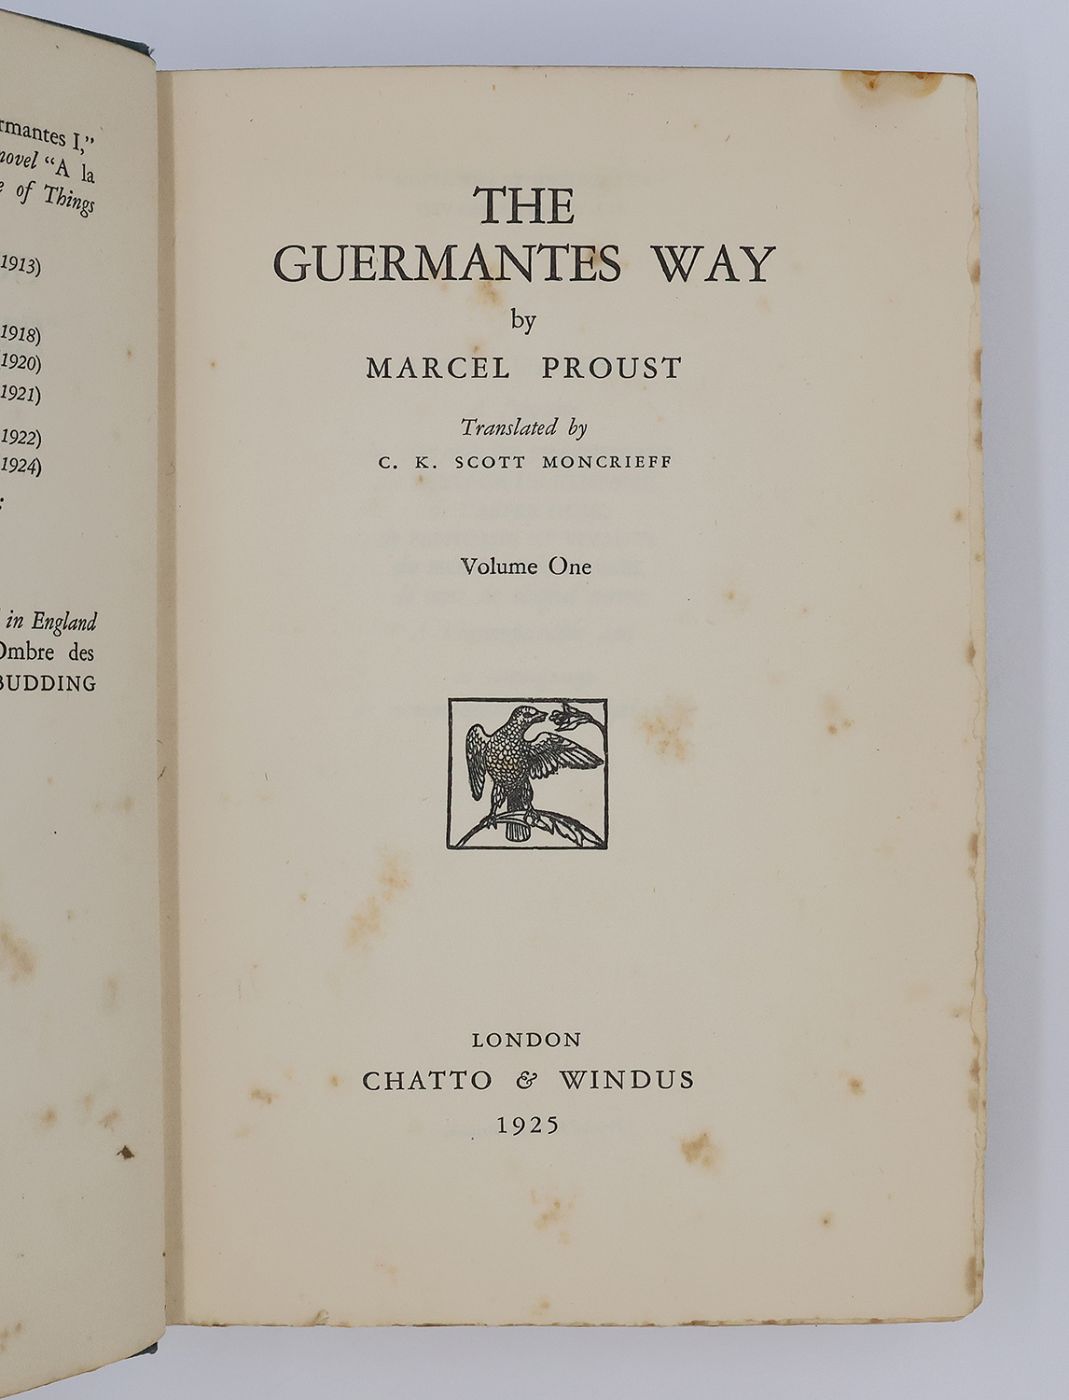 rmantes I,”
novel “A la
e of Things
1913)
1918)
1920)
1921)
1922)
1924)
:
in England
Ombre des
BUDDING
THE
GUERMANTES WAY
by
MARCEL PROUST
Translated by
C. K. SCOTT MONCRIEFF
Volume One
LONDON
CHATTO & WINDUS
1925